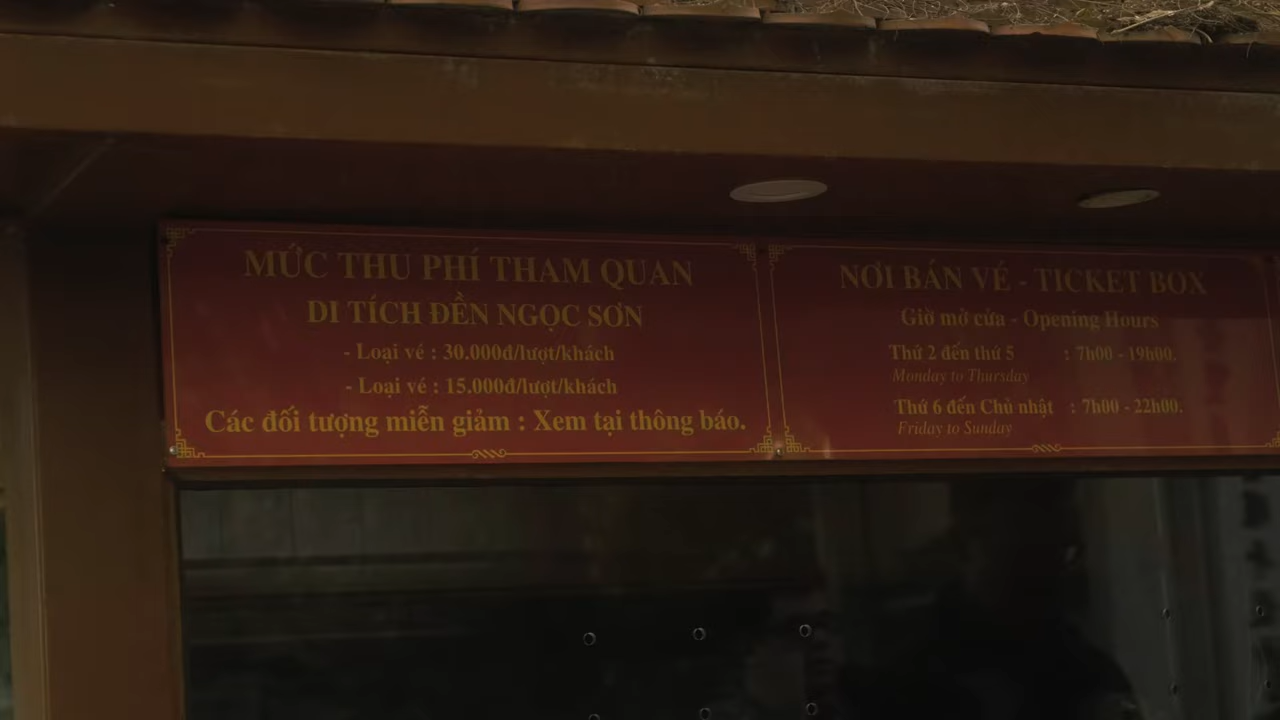 MỨC THU PHÍ THAM QUAN
DI TÍCH ĐỀN NGỌC SƠN
- Loại vé : 30.000đ/lượt/khách
- Loại vé : 15.000đ/lượt/khách
Các đối tượng miễn giảm : Xem tại thông báo.
NƠI BÁN VÉ - TICKET BOX
Giờ mở cửa - Opening Hours
Thứ 2 đến thứ 5 : 7h00 - 19h00.
Monday to Thursday
Thứ 6 đến Chủ nhật : 7h00 - 22h00.
Friday to Sunday